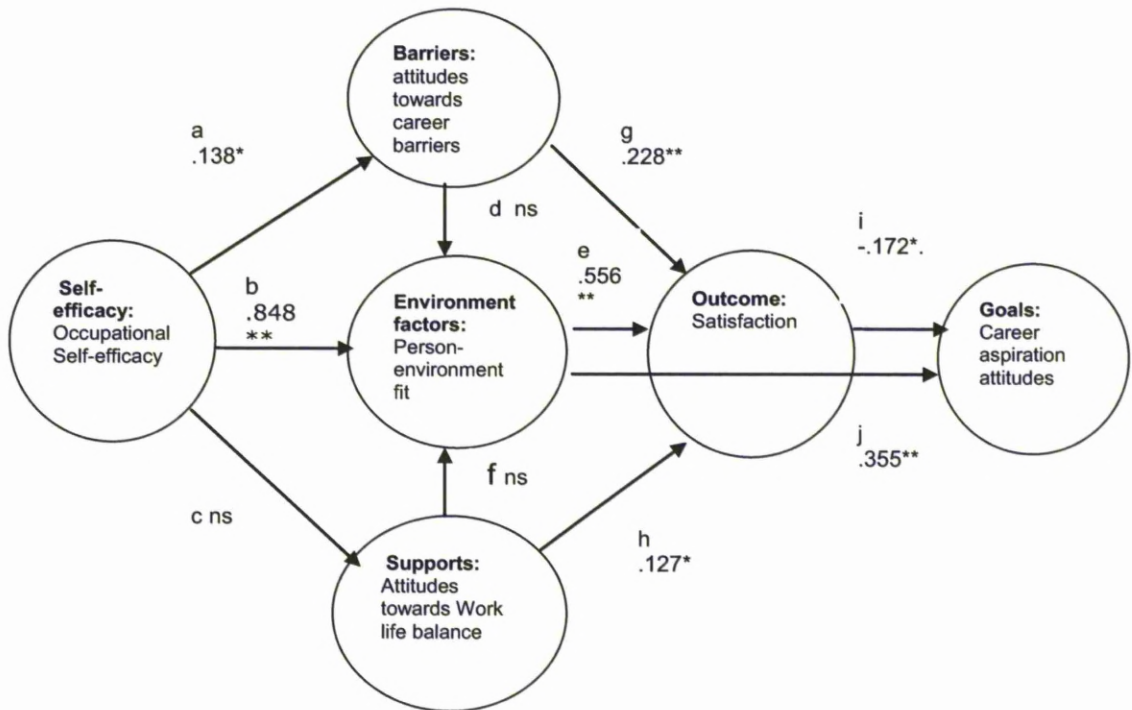 Barriers:
attitudes
towards
career
barriers
a
.138*
g
.228**
d ns
i
-.172*.
e
.556
**
b
.848
**
Self-
efficacy:
Occupational
Self-efficacy
Environment
factors:
Person-
environment
fit
Outcome:
Satisfaction
Goals:
Career
aspiration
attitudes
j
.355**
f ns
c ns
h
.127*
Supports:
Attitudes
towards Work
life balance